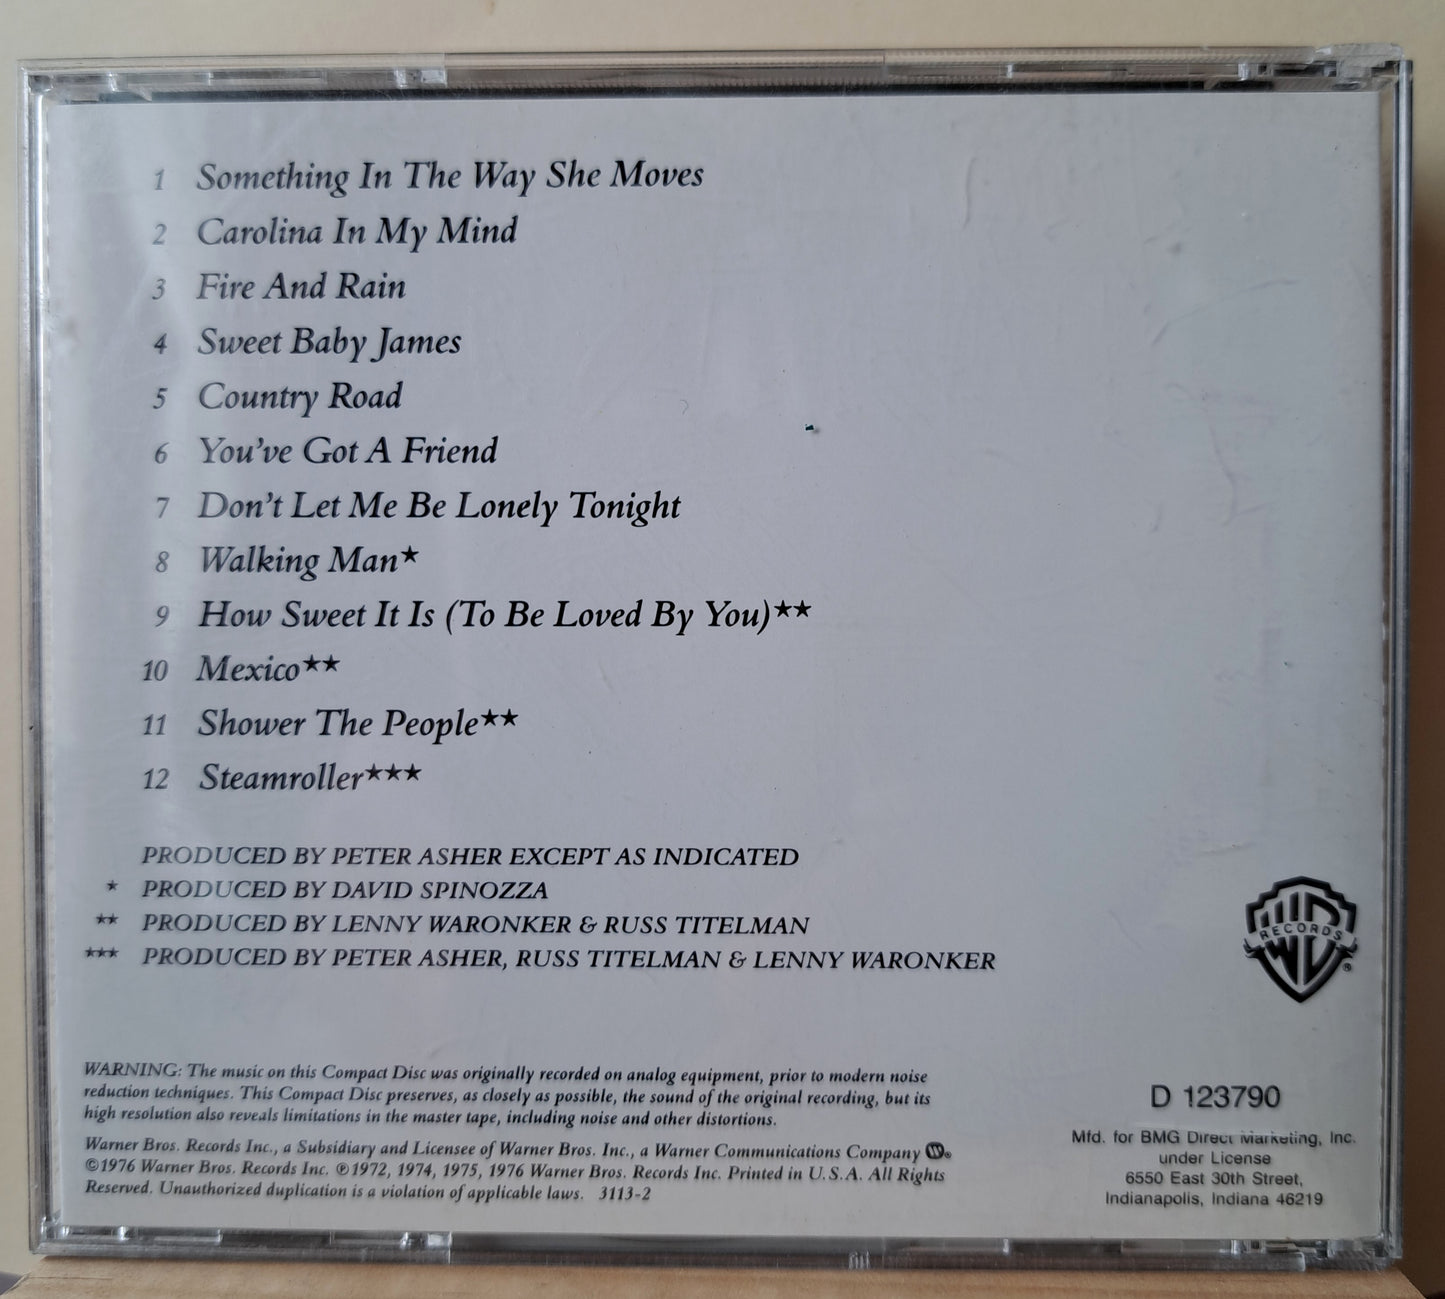 1 Something In The Way She Moves
2 Carolina In My Mind
3 Fire And Rain
4 Sweet Baby James
5 Country Road
6 You've Got A Friend
7 Don't Let Me Be Lonely Tonight
8 Walking Man★
9 How Sweet It Is (To Be Loved By You)★★
10 Mexico★★
11 Shower The People★★
12 Steamroller★★★
PRODUCED BY PETER ASHER EXCEPT AS INDICATED
★ PRODUCED BY DAVID SPINOZZA
★★ PRODUCED BY LENNY WARONKER & RUSS TITELMAN
★★★ PRODUCED BY PETER ASHER, RUSS TITELMAN & LENNY WARONKER
WB RECORDS ®
WARNING: The music on this Compact Disc was originally recorded on analog equipment, prior to modern noise
reduction techniques. This Compact Disc preserves, as closely as possible, the sound of the original recording, but its
high resolution also reveals limitations in the master tape, including noise and other distortions.
Warner Bros. Records Inc., a Subsidiary and Licensee of Warner Bros. Inc., a Warner Communications Company W®
©1976 Warner Bros. Records Inc. ℗1972, 1974, 1975, 1976 Warner Bros. Records Inc. Printed in U.S.A. All Rights
Reserved. Unauthorized duplication is a violation of applicable laws. 3113-2
D 123790
Mfd. for BMG Direct Marketing, Inc.
under License
6550 East 30th Street,
Indianapolis, Indiana 46219